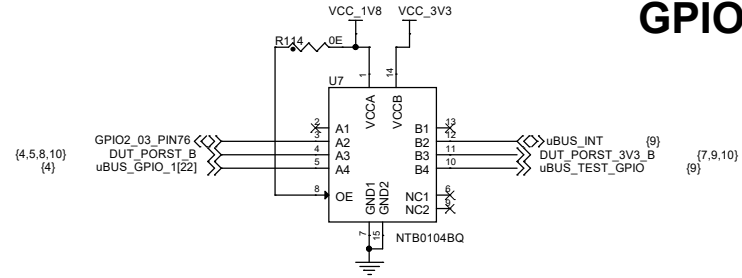 GPIO
VCC_1V8 VCC_3V3
R114 0E
U7
1 14
VCCA VCCB
2 A1 B1 13
GPIO2_03_PIN76 3 A2 B2 12 uBUS_INT {9}
{4,5,8,10} DUT_PORST_B 4 A3 B3 11 DUT_PORST_3V3_B {7,9,10}
{4} uBUS_GPIO_1[22] 5 A4 B4 10 uBUS_TEST_GPIO {9}
8 OE NC1 6
GND1 GND2 NC2 9
7 15 NTB0104BQ